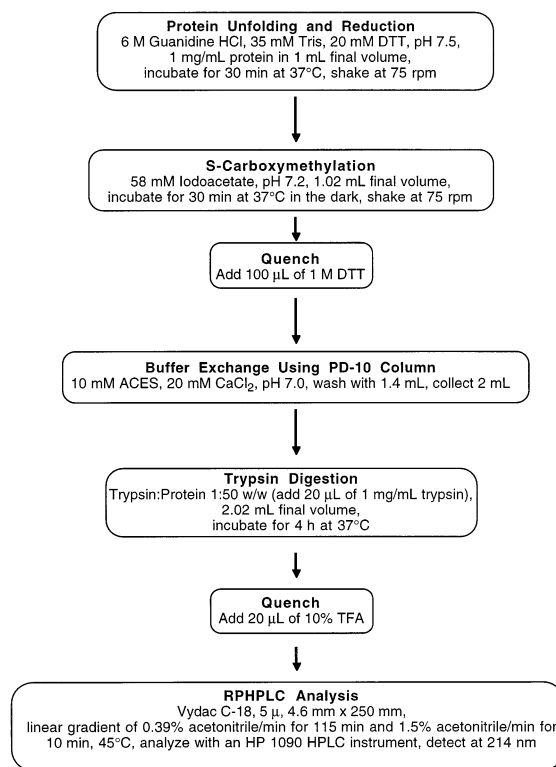 Protein Unfolding and Reduction
6 M Guanidine HCl, 35 mM Tris, 20 mM DTT, pH 7.5,
1 mg/mL protein in 1 mL final volume,
incubate for 30 min at 37°C, shake at 75 rpm
S-Carboxymethylation
58 mM Iodoacetate, pH 7.2, 1.02 mL final volume,
incubate for 30 min at 37°C in the dark, shake at 75 rpm
Quench
Add 100 µL of 1 M DTT
Buffer Exchange Using PD-10 Column
10 mM ACES, 20 mM CaCl₂, pH 7.0, wash with 1.4 mL, collect 2 mL
Trypsin Digestion
Trypsin:Protein 1:50 w/w (add 20 µL of 1 mg/mL trypsin),
2.02 mL final volume,
incubate for 4 h at 37°C
Quench
Add 20 µL of 10% TFA
RPHPLC Analysis
Vydac C-18, 5 µ, 4.6 mm x 250 mm,
linear gradient of 0.39% acetonitrile/min for 115 min and 1.5% acetonitrile/min for
10 min, 45°C, analyze with an HP 1090 HPLC instrument, detect at 214 nm